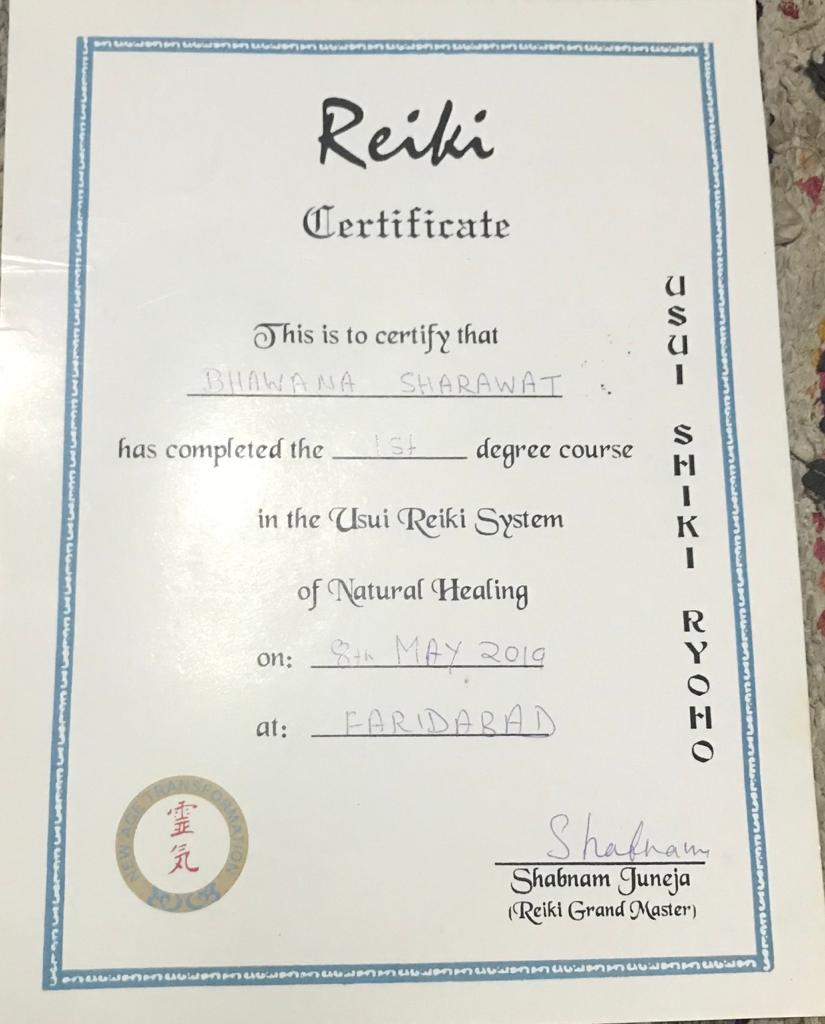 Reiki
Certificate
This is to certify that
BHAWANA SHARAWAT
has completed the 1st degree course
in the Usui Reiki System
of Natural Healing
on: 8th MAY 2019
at: FARIDABAD
USUI SHIKI RYOHO
NEW AGE TRANSFORMATION
靈
気
Shabnam
Shabnam Juneja
(Reiki Grand Master)